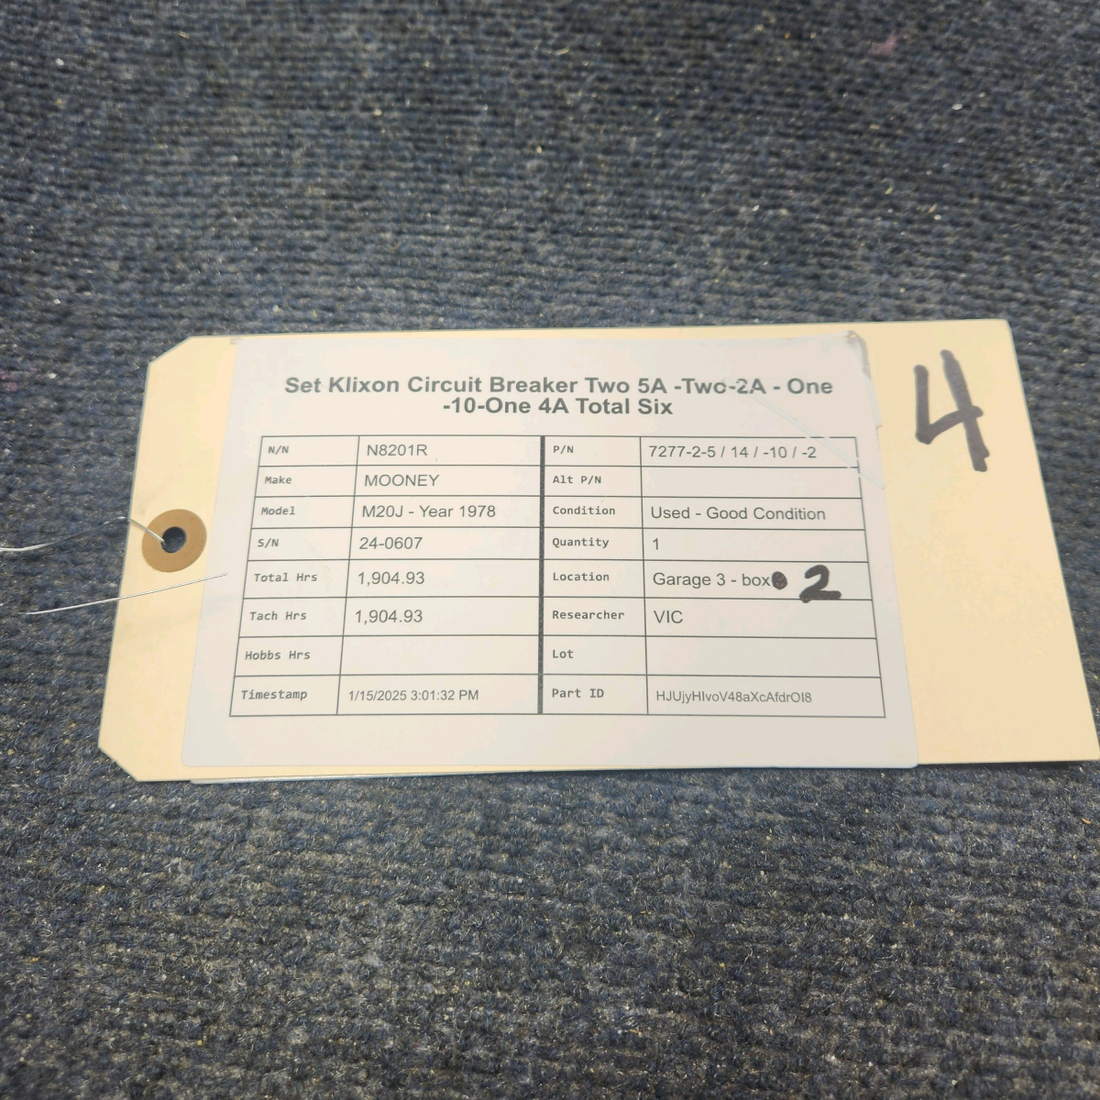 Set Klixon Circuit Breaker Two 5A -Two-2A - One
-10-One 4A Total Six
4
N/N N8201R P/N 7277-2-5 / 14 / -10 / -2
Make MOONEY Alt P/N
Model M20J - Year 1978 Condition Used - Good Condition
S/N 24-0607 Quantity 1
Total Hrs 1,904.93 Location Garage 3 - box 2
Tach Hrs 1,904.93 Researcher VIC
Hobbs Hrs Lot
Timestamp 1/15/2025 3:01:32 PM Part ID HJUjyHIvoV48aXcAfdrOI8